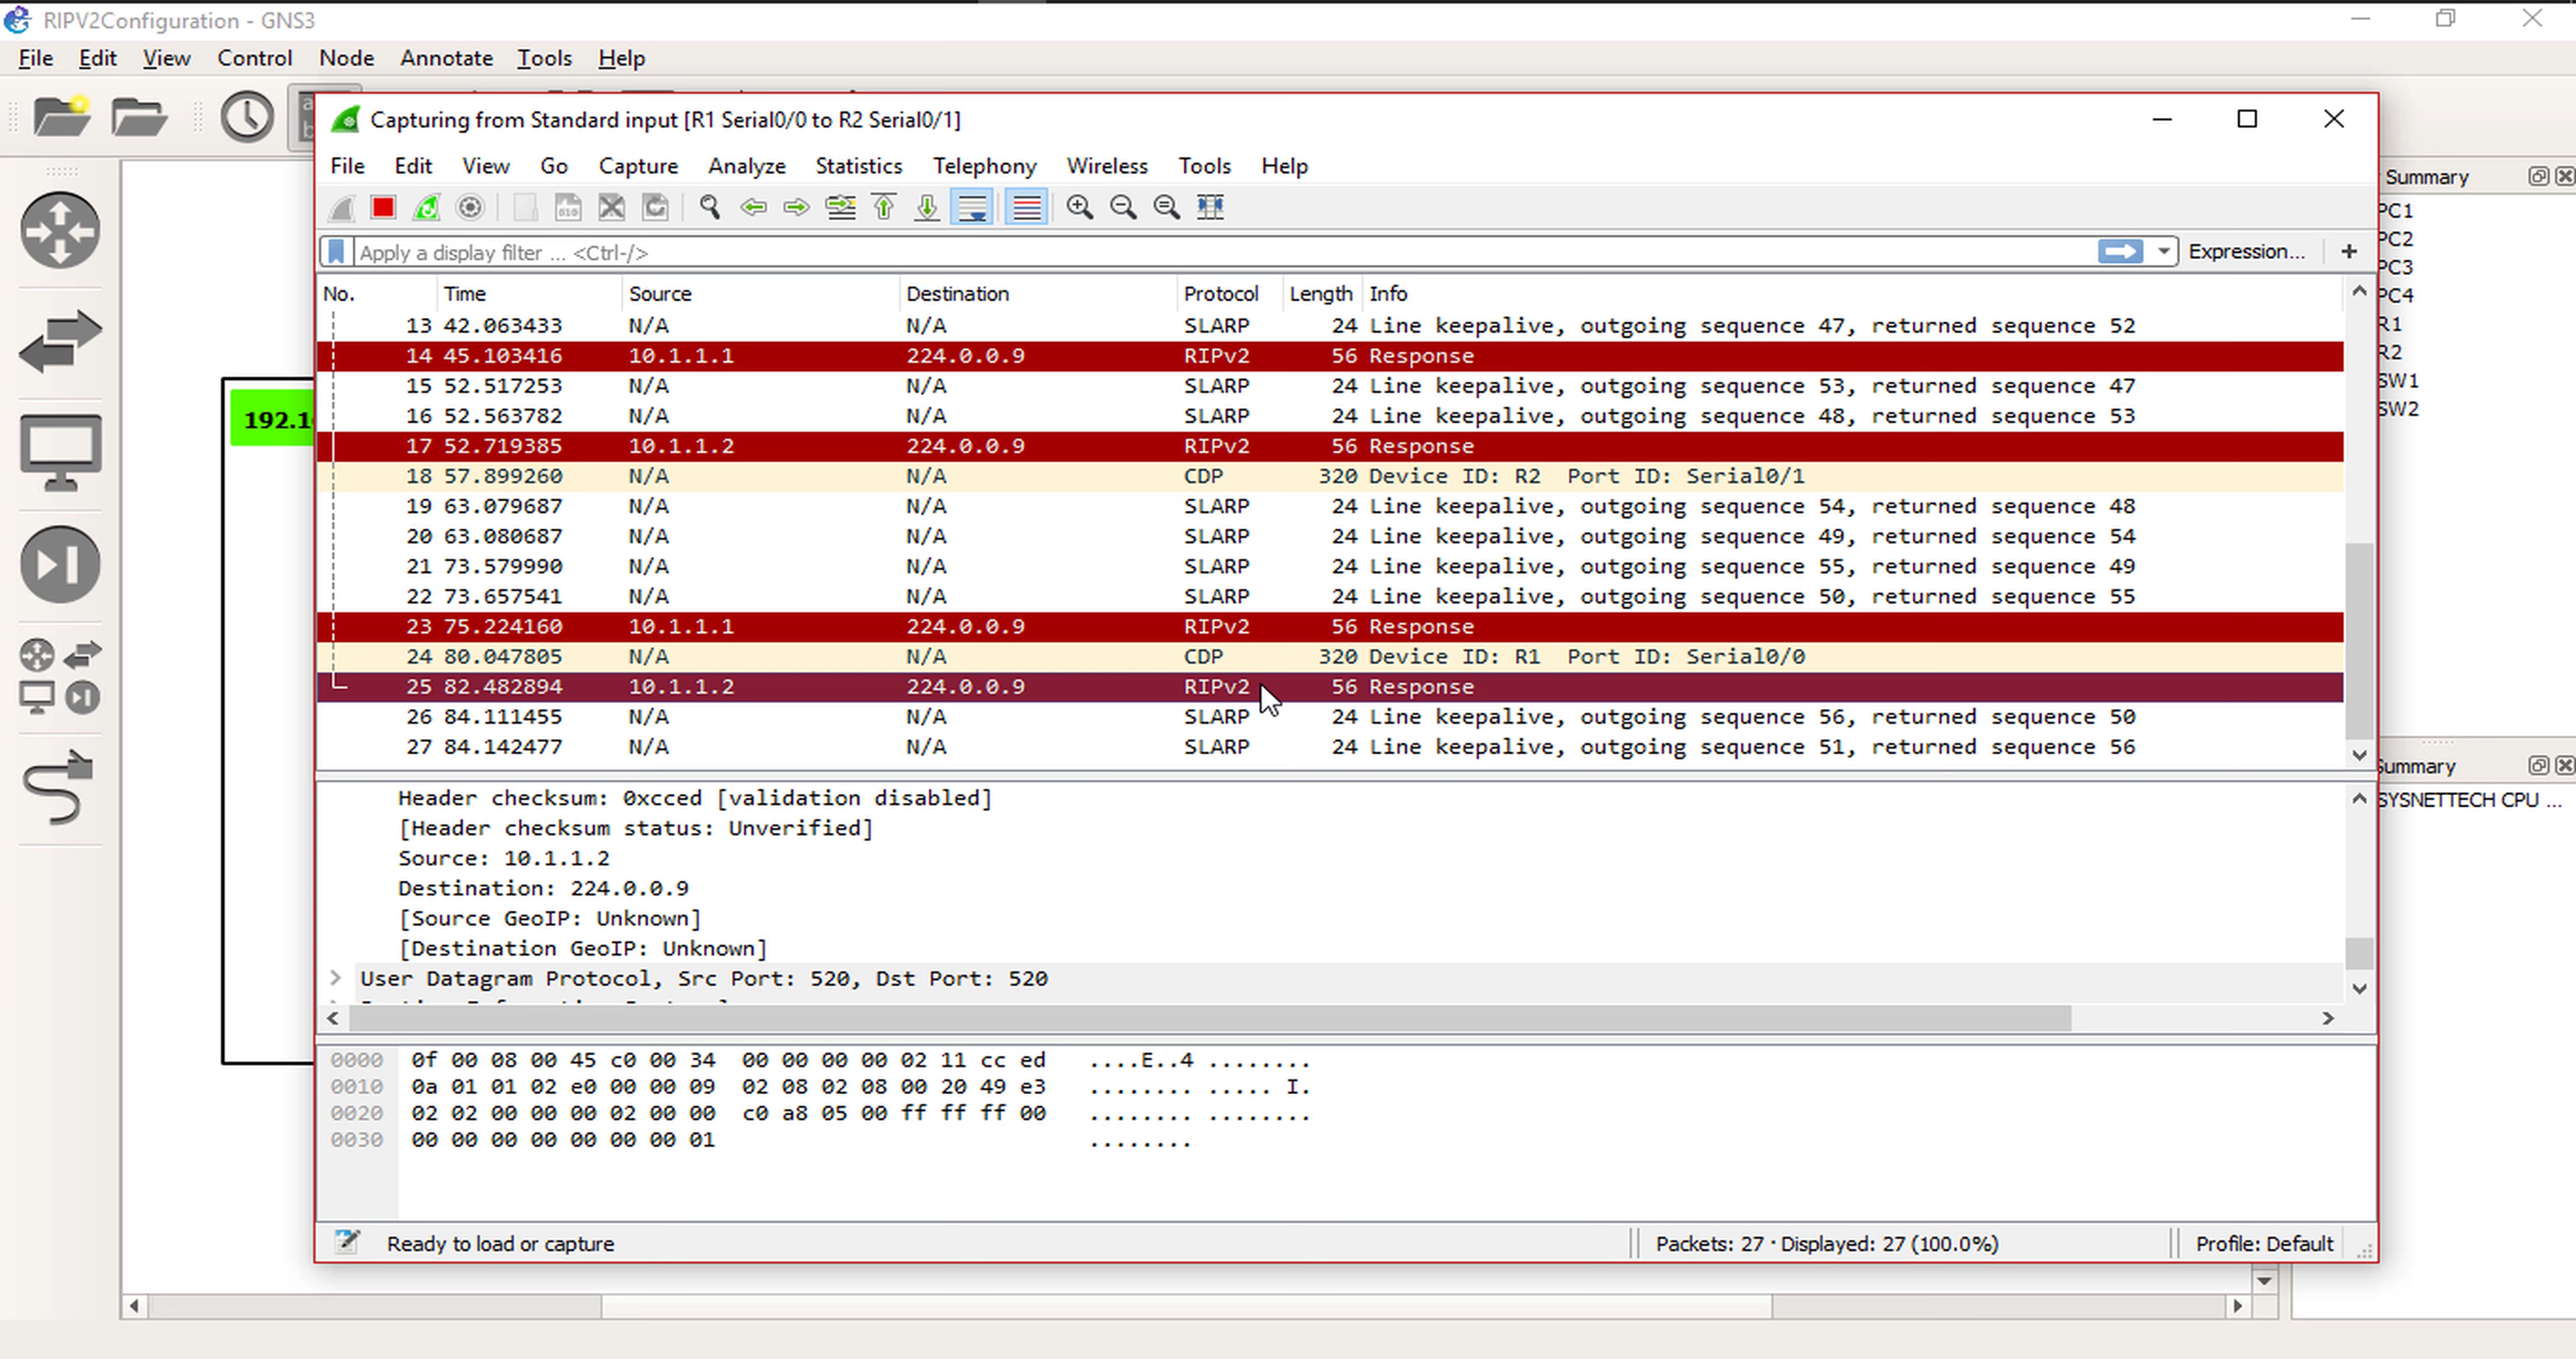 RIPV2Configuration - GNS3
File Edit View Control Node Annotate Tools Help
Capturing from Standard input [R1 Serial0/0 to R2 Serial0/1]
File Edit View Go Capture Analyze Statistics Telephony Wireless Tools Help
Apply a display filter ... <Ctrl-/> Expression... +
No. Time Source Destination Protocol Length Info
13 42.063433 N/A N/A SLARP 24 Line keepalive, outgoing sequence 47, returned sequence 52
14 45.103416 10.1.1.1 224.0.0.9 RIPv2 56 Response
15 52.517253 N/A N/A SLARP 24 Line keepalive, outgoing sequence 53, returned sequence 47
16 52.563782 N/A N/A SLARP 24 Line keepalive, outgoing sequence 48, returned sequence 53
17 52.719385 10.1.1.2 224.0.0.9 RIPv2 56 Response
18 57.899260 N/A N/A CDP 320 Device ID: R2 Port ID: Serial0/1
19 63.079687 N/A N/A SLARP 24 Line keepalive, outgoing sequence 54, returned sequence 48
20 63.080687 N/A N/A SLARP 24 Line keepalive, outgoing sequence 49, returned sequence 54
21 73.579990 N/A N/A SLARP 24 Line keepalive, outgoing sequence 55, returned sequence 49
22 73.657541 N/A N/A SLARP 24 Line keepalive, outgoing sequence 50, returned sequence 55
23 75.224160 10.1.1.1 224.0.0.9 RIPv2 56 Response
24 80.047805 N/A N/A CDP 320 Device ID: R1 Port ID: Serial0/0
25 82.482894 10.1.1.2 224.0.0.9 RIPv2 56 Response
26 84.111455 N/A N/A SLARP 24 Line keepalive, outgoing sequence 56, returned sequence 50
27 84.142477 N/A N/A SLARP 24 Line keepalive, outgoing sequence 51, returned sequence 56
Header checksum: 0xcced [validation disabled]
[Header checksum status: Unverified]
Source: 10.1.1.2
Destination: 224.0.0.9
[Source GeoIP: Unknown]
[Destination GeoIP: Unknown]
User Datagram Protocol, Src Port: 520, Dst Port: 520
0000 0f 00 08 00 45 c0 00 34 00 00 00 00 02 11 cc ed ....E..4 ........
0010 0a 01 01 02 e0 00 00 09 02 08 02 08 00 20 49 e3 ........ ..... I.
0020 02 02 00 00 00 02 00 00 c0 a8 05 00 ff ff ff 00 ........ ........
0030 00 00 00 00 00 00 00 01 ........
Ready to load or capture Packets: 27 · Displayed: 27 (100.0%) Profile: Default
192.1
Summary
PC1
PC2
PC3
PC4
R1
R2
SW1
SW2
Summary
SYSNETTECH CPU ...